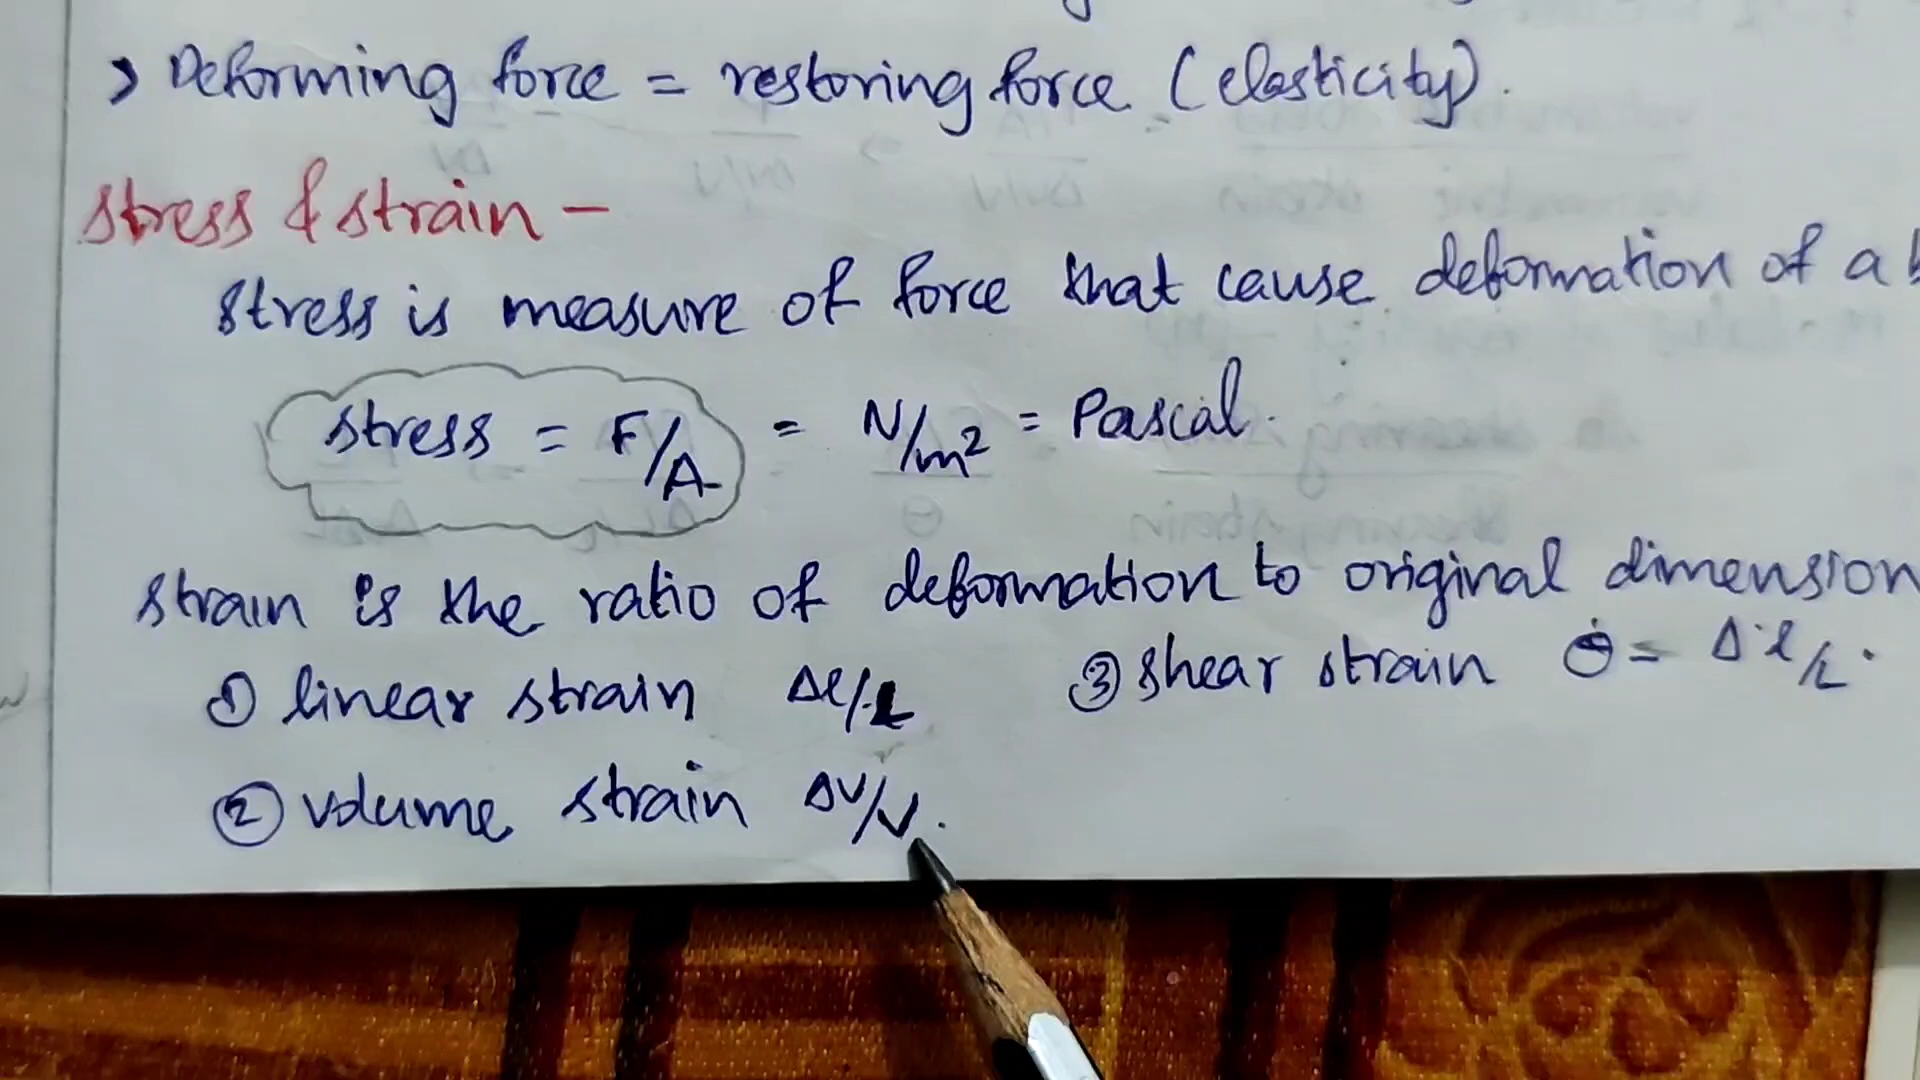 > Deforming force = restoring force (elasticity).
Stress & strain -
Stress is measure of force that cause deformation of a
stress = F/A = N/m² = Pascal.
strain is the ratio of deformation to original dimension
① linear strain Δl/L
③ shear strain θ = Δl/L.
② volume strain ΔV/V.